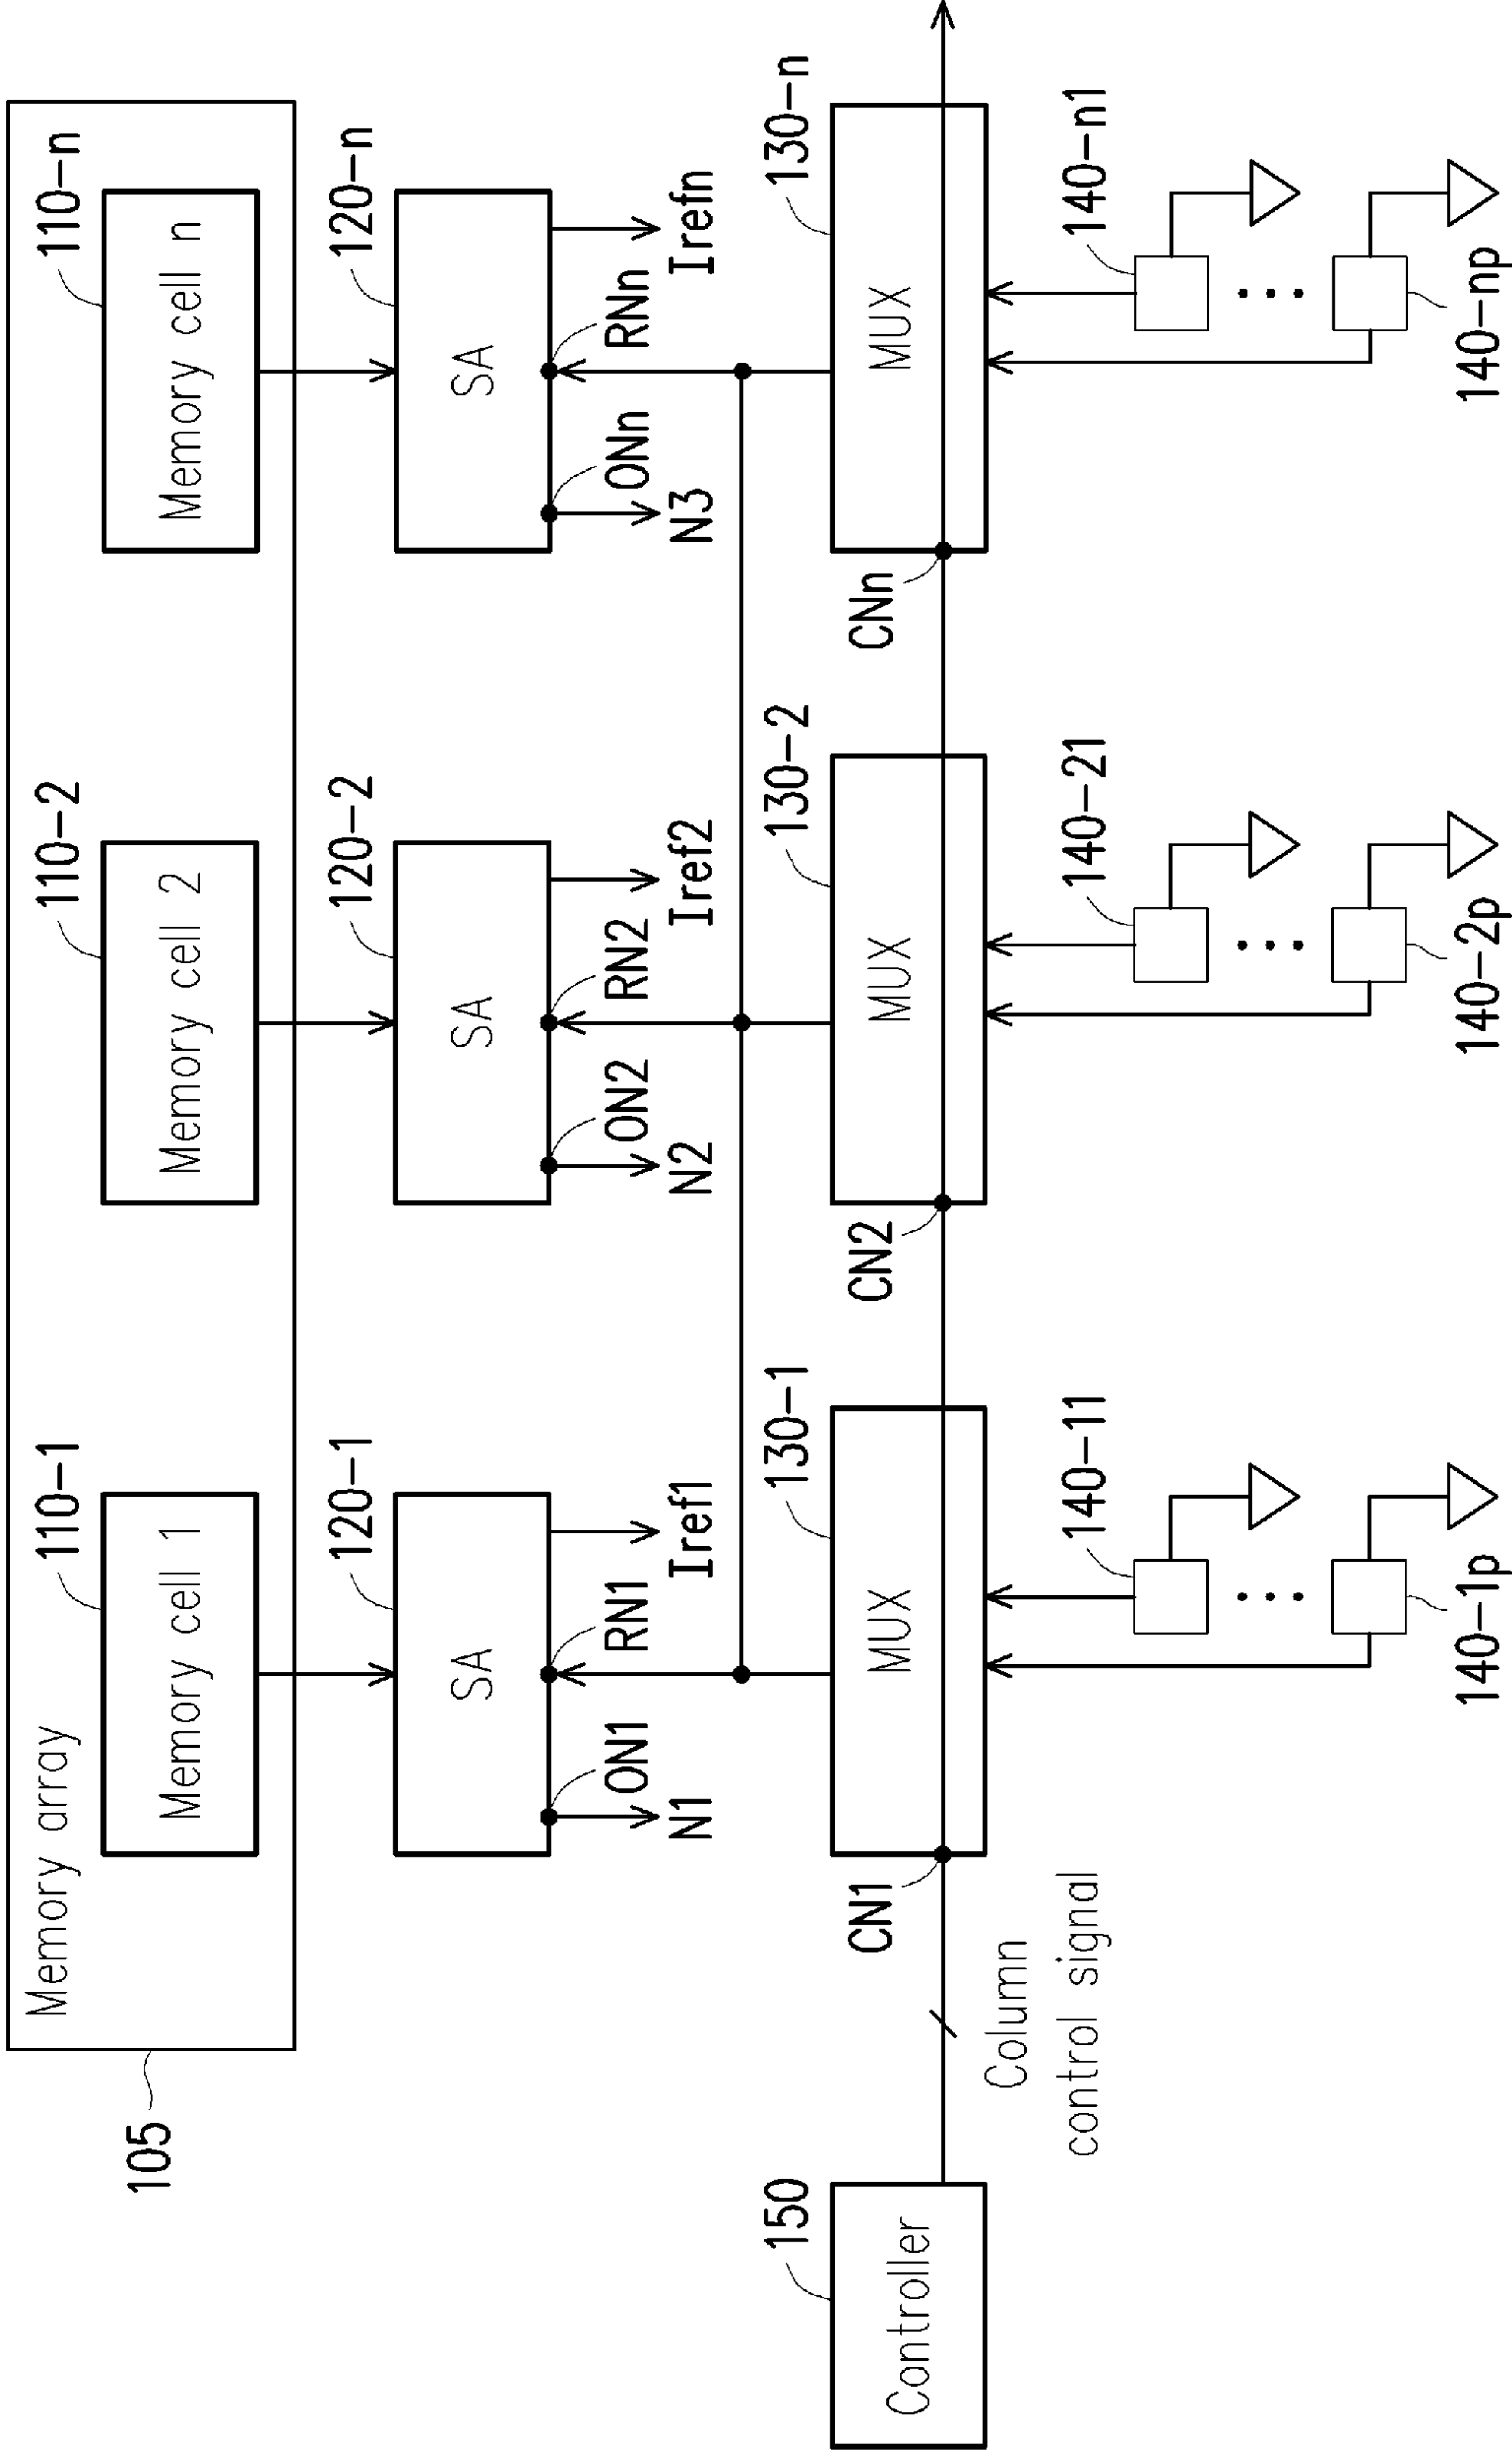 105
Memory array
110-1
Memory cell 1
110-2
Memory cell 2
110-n
Memory cell n
120-1
SA
120-2
SA
120-n
SA
ON1
RN1
ON2
RN2
ONn
RNn
N1
Iref1
N2
Iref2
N3
Irefn
150
130-1
130-2
130-n
Controller
CN1
MUX
CN2
MUX
CNn
MUX
Column
control signal
140-11
140-21
140-n1
140-1p
140-2p
140-np